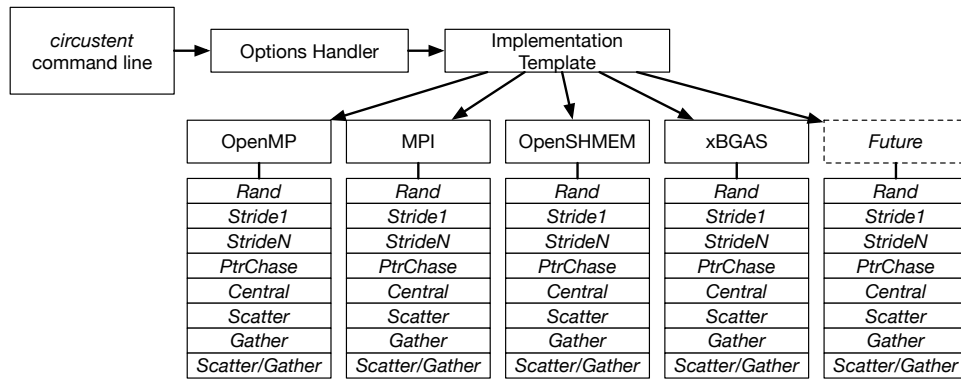 circustent
command line
Options Handler
Implementation
Template
OpenMP
MPI
OpenSHMEM
xBGAS
Future
Rand
Stride1
StrideN
PtrChase
Central
Scatter
Gather
Scatter/Gather
Rand
Stride1
StrideN
PtrChase
Central
Scatter
Gather
Scatter/Gather
Rand
Stride1
StrideN
PtrChase
Central
Scatter
Gather
Scatter/Gather
Rand
Stride1
StrideN
PtrChase
Central
Scatter
Gather
Scatter/Gather
Rand
Stride1
StrideN
PtrChase
Central
Scatter
Gather
Scatter/Gather